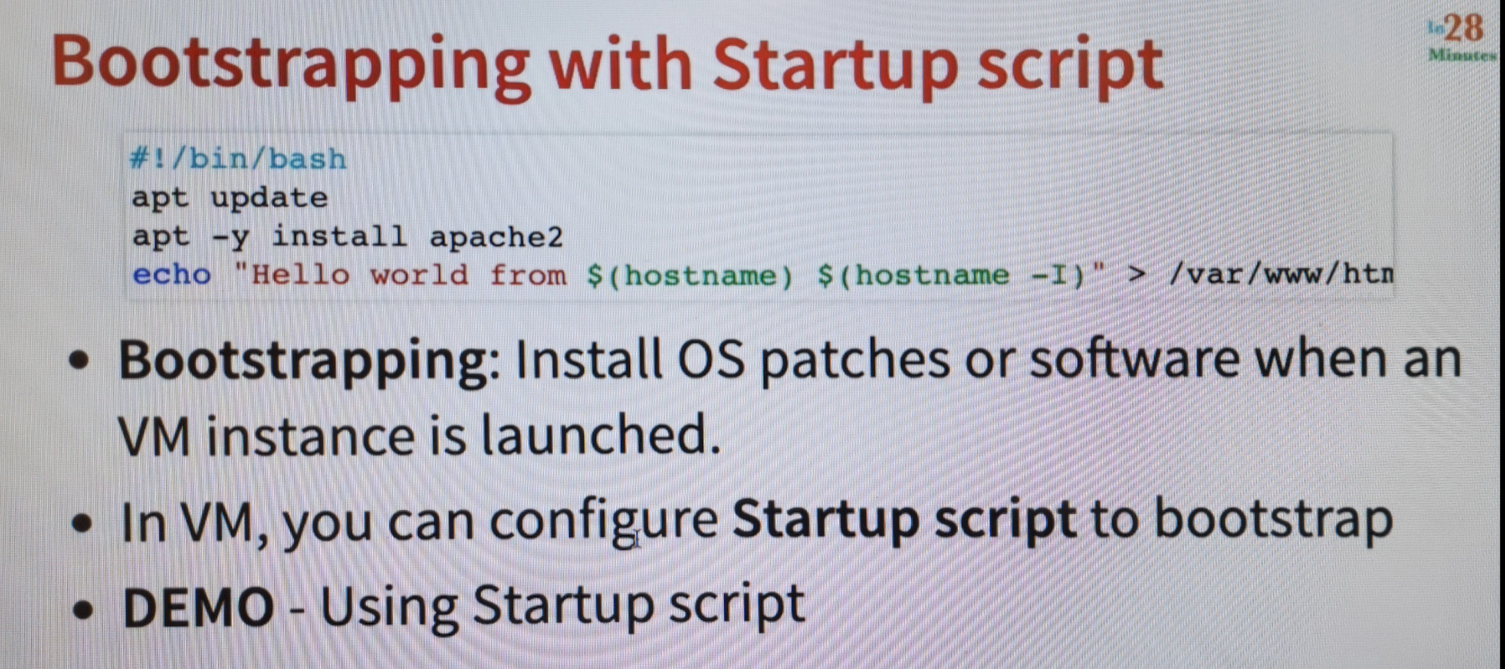 Bootstrapping with Startup script
in28
Minutes
#!/bin/bash
apt update
apt -y install apache2
echo "Hello world from $(hostname) $(hostname -I)" > /var/www/htm
• Bootstrapping: Install OS patches or software when an
VM instance is launched.
• In VM, you can configure Startup script to bootstrap
• DEMO - Using Startup script